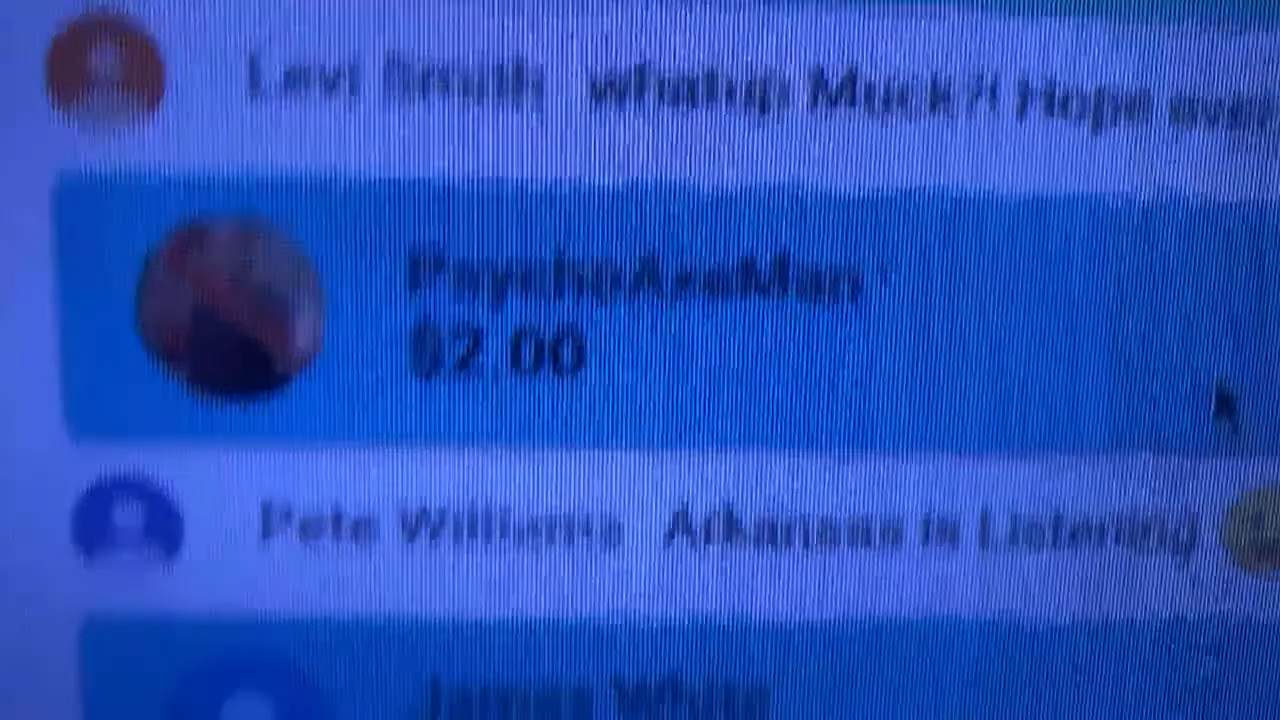 Levi Smith whatup Muck?! Hope
PsychoAxeMan
$2.00
Pete Williams Arkansas is Listening
James White